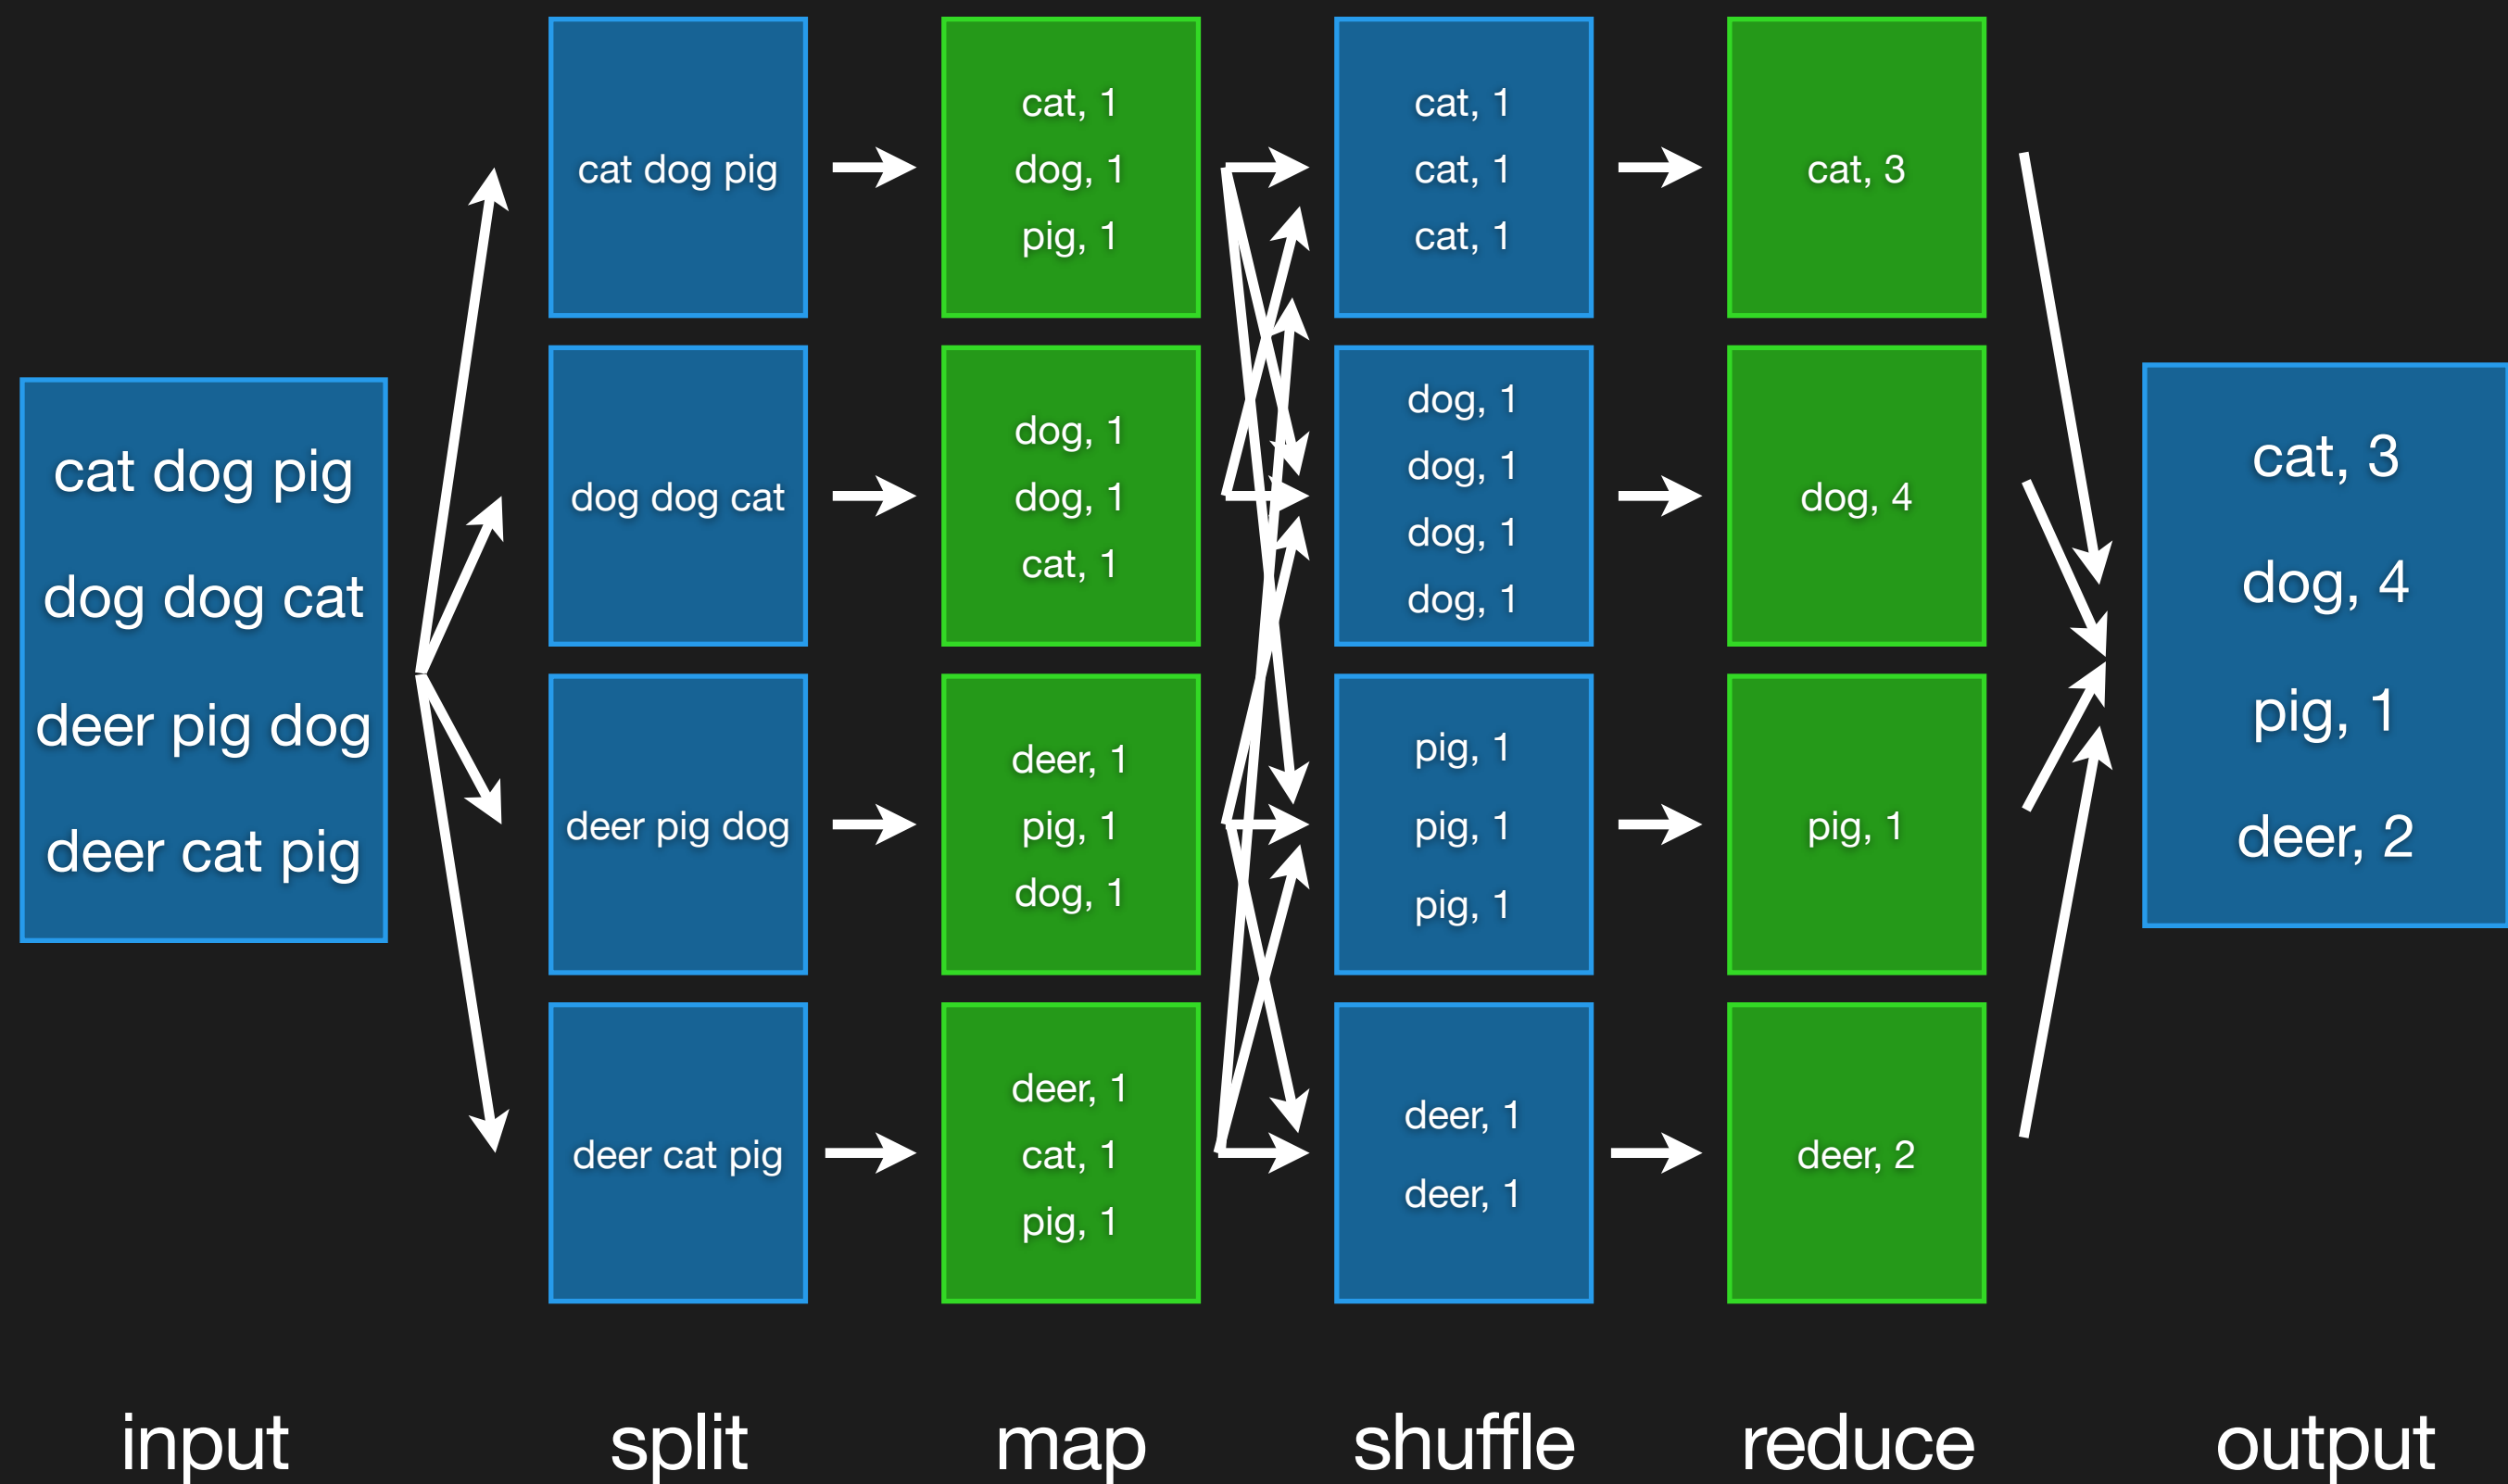 cat dog pig
dog dog cat
deer pig dog
deer cat pig
input
cat dog pig
dog dog cat
deer pig dog
deer cat pig
split
cat, 1
dog, 1
pig, 1
dog, 1
dog, 1
cat, 1
deer, 1
pig, 1
dog, 1
deer, 1
cat, 1
pig, 1
map
cat, 1
cat, 1
cat, 1
dog, 1
dog, 1
dog, 1
dog, 1
pig, 1
pig, 1
pig, 1
deer, 1
deer, 1
shuffle
cat, 3
dog, 4
pig, 1
deer, 2
reduce
cat, 3
dog, 4
pig, 1
deer, 2
output